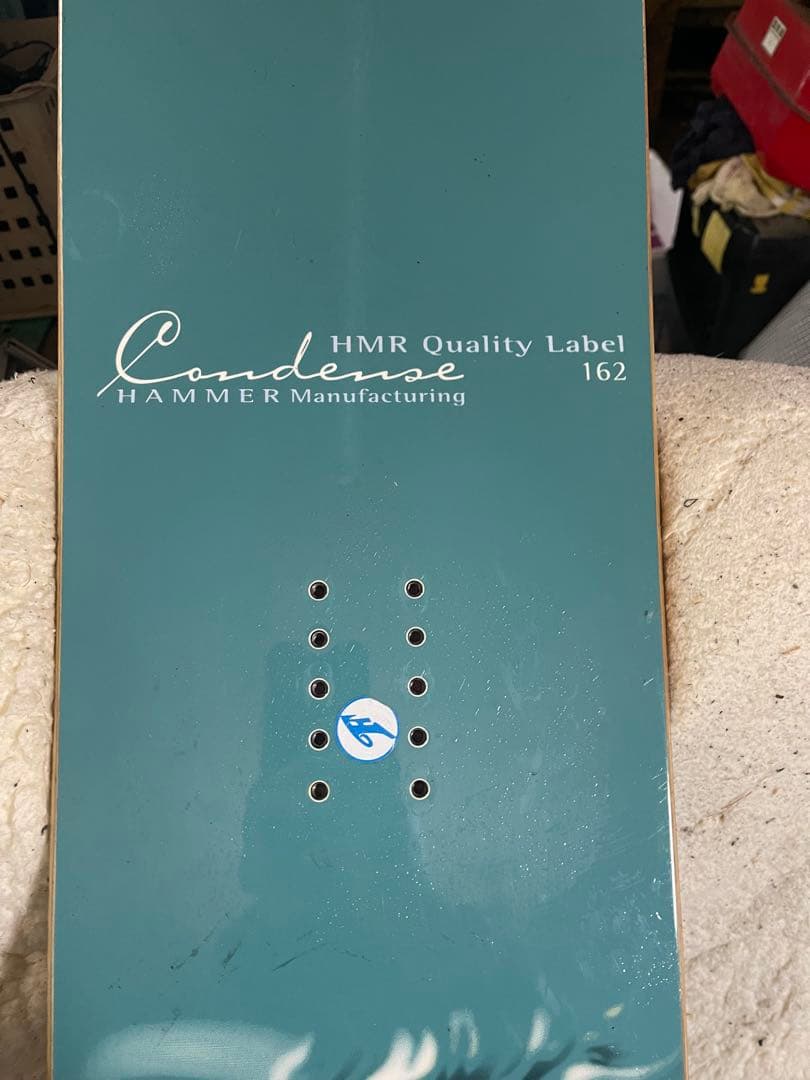 HMR Quality Label
Condense 162
HAMMER Manufacturing